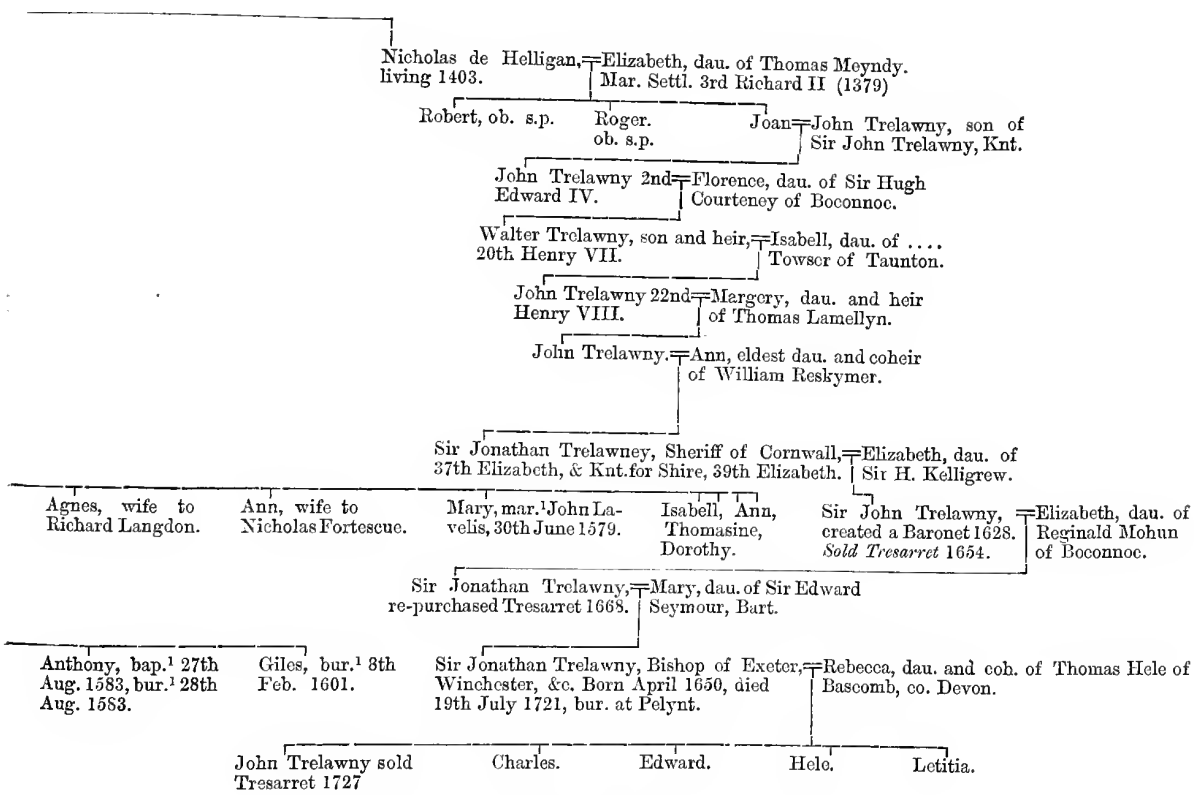 Nicholas de Helligan,=Elizabeth, dau. of Thomas Meyndy.
living 1403. Mar. Settl. 3rd Richard II (1379)
Robert, ob. s.p. Roger. Joan=John Trelawny, son of
ob. s.p. Sir John Trelawny, Knt.
John Trelawny 2nd=Florence, dau. of Sir Hugh
Edward IV. Courteney of Boconnoc.
Walter Trelawny, son and heir,=Isabell, dau. of ....
20th Henry VII. Towser of Taunton.
John Trelawny 22nd=Margery, dau. and heir
Henry VIII. of Thomas Lamellyn.
John Trelawny.=Ann, eldest dau. and coheir
of William Reskymer.
Sir Jonathan Trelawney, Sheriff of Cornwall,=Elizabeth, dau. of
37th Elizabeth, & Knt. for Shire, 39th Elizabeth. Sir H. Kelligrew.
Agnes, wife to Ann, wife to Mary, mar.¹ John La- Isabell, Ann, Sir John Trelawny, =Elizabeth, dau. of
Richard Langdon. Nicholas Fortescue. velis, 30th June 1579. Thomasine, created a Baronet 1628. Reginald Mohun
Dorothy. Sold Tresarret 1654. of Boconnoc.
Sir Jonathan Trelawny,=Mary, dau. of Sir Edward
re-purchased Tresarret 1668. Seymour, Bart.
Anthony, bap.¹ 27th Giles, bur.¹ 8th Sir Jonathan Trelawny, Bishop of Exeter,=Rebecca, dau. and coh. of Thomas Hele of
Aug. 1583, bur.¹ 28th Feb. 1601. Winchester, &c. Born April 1650, died Bascomb, co. Devon.
Aug. 1583. 19th July 1721, bur. at Pelynt.
John Trelawny sold Charles. Edward. Hele. Letitia.
Tresarret 1727